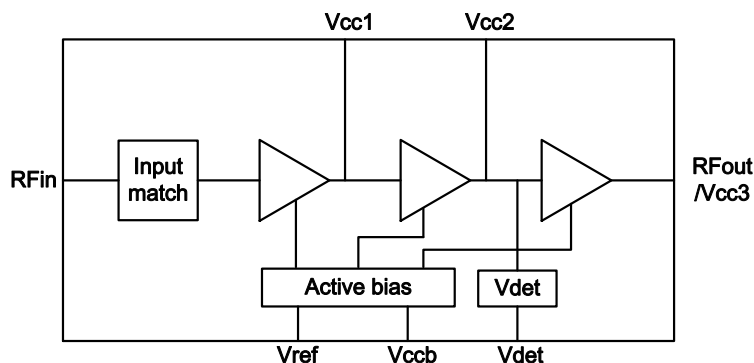 Vcc1
Vcc2
RFin
Input
match
RFout
/Vcc3
Active bias
Vdet
Vref
Vccb
Vdet